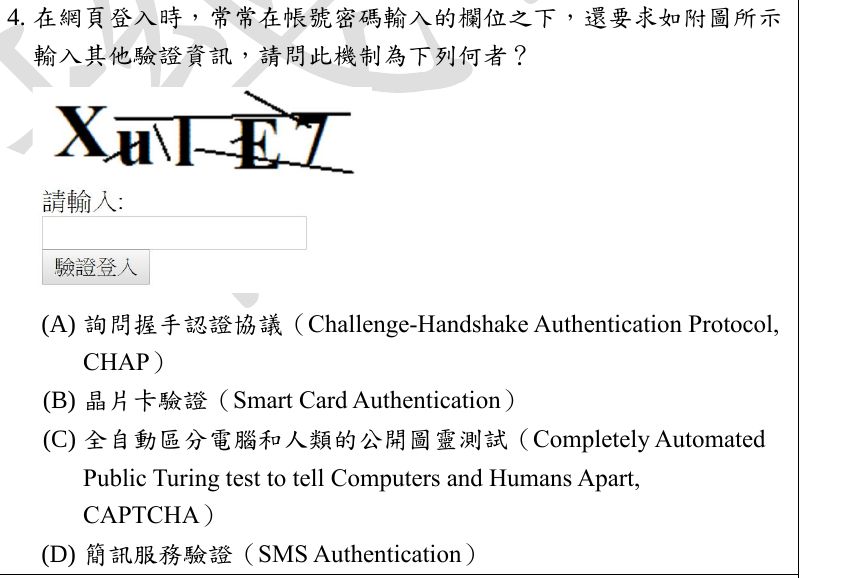 4. 在網頁登入時，常常在帳號密碼輸入的欄位之下，還要求如附圖所示
輸入其他驗證資訊，請問此機制為下列何者？
Xul E7
請輸入:
驗證登入
(A) 詢問握手認證協議（Challenge-Handshake Authentication Protocol,
CHAP）
(B) 晶片卡驗證（Smart Card Authentication）
(C) 全自動區分電腦和人類的公開圖靈測試（Completely Automated
Public Turing test to tell Computers and Humans Apart,
CAPTCHA）
(D) 簡訊服務驗證（SMS Authentication）